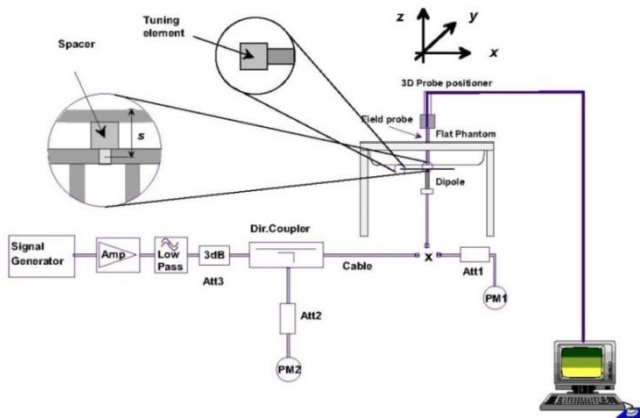 Tuning
element
Spacer
s
z
y
x
3D Probe positioner
Field probe
Flat Phantom
Dipole
Signal
Generator
Amp
Low
Pass
3dB
Att3
Dir.Coupler
Cable
x
Att1
PM1
Att2
PM2